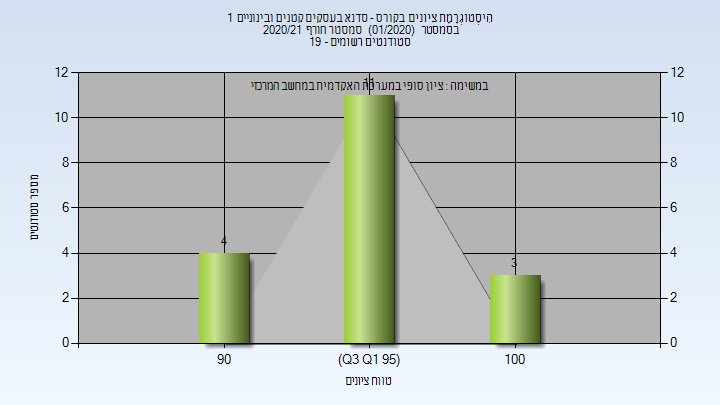 הִיסְטוֹגְרָמַת ציונים בקורס - סדנא בעסקים קטנים ובינוניים 1
בסמסטר (01/2020) סמסטר חורף 2020/21
סטודנטים רשומים - 19
במשימה : ציון סופי במערכת האקדמית במחשב המרכזי
12 12
10 10
8 8
6 6
4 4
2 2
0 0
4
11
3
מספר סטודנטים
90
(Q3 Q1 95)
100
טווח ציונים